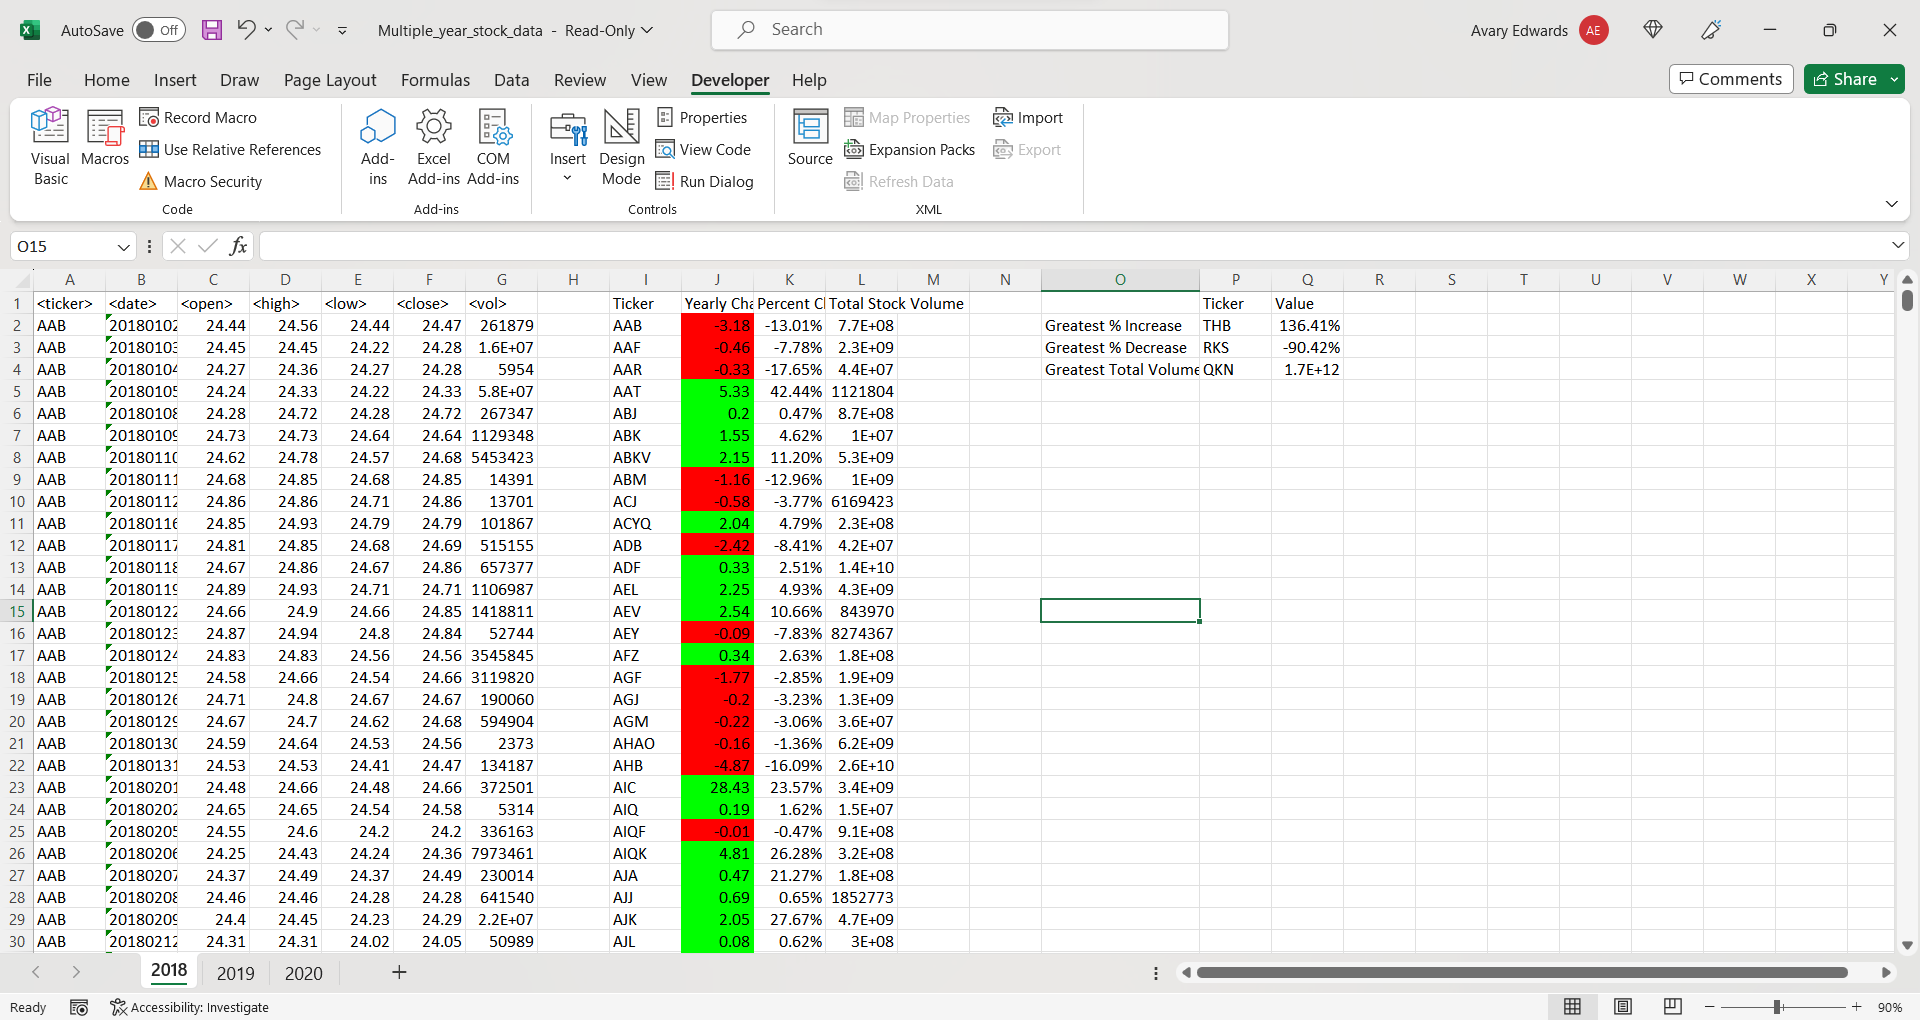 AutoSave Off Multiple_year_stock_data - Read-Only Search Avary Edwards AE
File Home Insert Draw Page Layout Formulas Data Review View Developer Help Comments Share
Visual Basic Macros Record Macro Use Relative References Macro Security Code
Add-ins Excel Add-ins COM Add-ins Add-ins
Insert Design Mode Properties View Code Run Dialog Controls
Source Map Properties Expansion Packs Refresh Data Import Export XML
O15 fx
A B C D E F G H I J K L M N O P Q R S T U V W X Y
1 <ticker> <date> <open> <high> <low> <close> <vol> Ticker Yearly Cha Percent Cl Total Stock Volume Ticker Value
2 AAB 20180102 24.44 24.56 24.44 24.47 261879 AAB -3.18 -13.01% 7.7E+08 Greatest % Increase THB 136.41%
3 AAB 20180103 24.45 24.45 24.22 24.28 1.6E+07 AAF -0.46 -7.78% 2.3E+09 Greatest % Decrease RKS -90.42%
4 AAB 20180104 24.27 24.36 24.27 24.28 5954 AAR -0.33 -17.65% 4.4E+07 Greatest Total Volume QKN 1.7E+12
5 AAB 20180105 24.24 24.33 24.22 24.33 5.8E+07 AAT 5.33 42.44% 1121804
6 AAB 20180108 24.28 24.72 24.28 24.72 267347 ABJ 0.2 0.47% 8.7E+08
7 AAB 20180109 24.73 24.73 24.64 24.64 1129348 ABK 1.55 4.62% 1E+07
8 AAB 20180110 24.62 24.78 24.57 24.68 5453423 ABKV 2.15 11.20% 5.3E+09
9 AAB 20180111 24.68 24.85 24.68 24.85 14391 ABM -1.16 -12.96% 1E+09
10 AAB 20180112 24.86 24.86 24.71 24.86 13701 ACJ -0.58 -3.77% 6169423
11 AAB 20180116 24.85 24.93 24.79 24.79 101867 ACYQ 2.04 4.79% 2.3E+08
12 AAB 20180117 24.81 24.85 24.68 24.69 515155 ADB -2.42 -8.41% 4.2E+07
13 AAB 20180118 24.67 24.86 24.67 24.86 657377 ADF 0.33 2.51% 1.4E+10
14 AAB 20180119 24.89 24.93 24.71 24.71 1106987 AEL 2.25 4.93% 4.3E+09
15 AAB 20180122 24.66 24.9 24.66 24.85 1418811 AEV 2.54 10.66% 843970
16 AAB 20180123 24.87 24.94 24.8 24.84 52744 AEY -0.09 -7.83% 8274367
17 AAB 20180124 24.83 24.83 24.56 24.56 3545845 AFZ 0.34 2.63% 1.8E+08
18 AAB 20180125 24.58 24.66 24.54 24.66 3119820 AGF -1.77 -2.85% 1.9E+09
19 AAB 20180126 24.71 24.8 24.67 24.67 190060 AGJ -0.2 -3.23% 1.3E+09
20 AAB 20180129 24.67 24.7 24.62 24.68 594904 AGM -0.22 -3.06% 3.6E+07
21 AAB 20180130 24.59 24.64 24.53 24.56 2373 AHAO -0.16 -1.36% 6.2E+09
22 AAB 20180131 24.53 24.53 24.41 24.47 134187 AHB -4.87 -16.09% 2.6E+10
23 AAB 20180201 24.48 24.66 24.48 24.66 372501 AIC 28.43 23.57% 3.4E+09
24 AAB 20180202 24.65 24.65 24.54 24.58 5314 AIQ 0.19 1.62% 1.5E+07
25 AAB 20180205 24.55 24.6 24.2 24.2 336163 AIQF -0.01 -0.47% 9.1E+08
26 AAB 20180206 24.25 24.43 24.24 24.36 7973461 AIQK 4.81 26.28% 3.2E+08
27 AAB 20180207 24.37 24.49 24.37 24.49 230014 AJA 0.47 21.27% 1.8E+08
28 AAB 20180208 24.46 24.46 24.28 24.28 641540 AJJ 0.69 0.65% 1852773
29 AAB 20180209 24.4 24.45 24.23 24.29 2.2E+07 AJK 2.05 27.67% 4.7E+09
30 AAB 20180212 24.31 24.31 24.02 24.05 50989 AJL 0.08 0.62% 3E+08
2018 2019 2020
Ready Accessibility: Investigate 90%